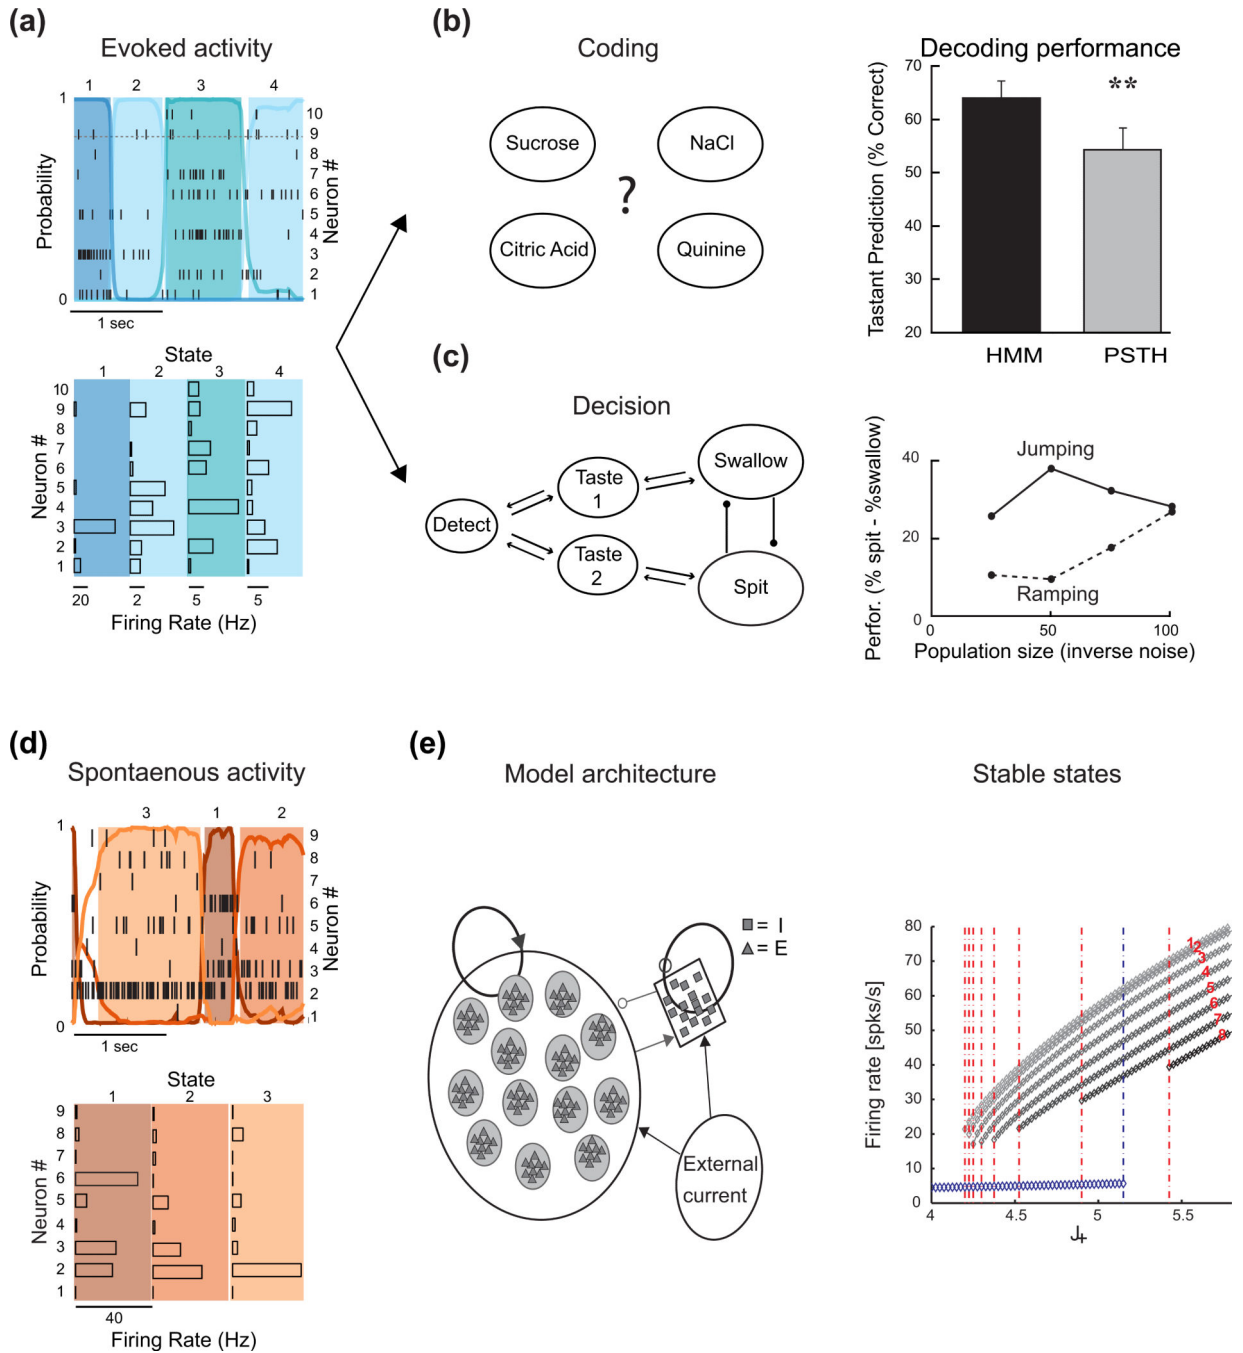 (a)
Evoked activity
1 2 3 4
1
Probability
0
10
9
8
7
6
5
4
3
2
1
Neuron #
1 sec
State
1 2 3 4
10
9
8
7
6
5
4
3
2
1
Neuron #
20 2 5 5
Firing Rate (Hz)
(b)
Coding
Sucrose
NaCl
?
Citric Acid
Quinine
Decoding performance
Tastant Prediction (% Correct)
70
60
50
40
30
80
70
60
20
**
HMM PSTH
(c)
Decision
Detect
Taste
1
Taste
2
Swallow
Spit
Perfor. (% spit - %swallow)
40
20
0
Jumping
Ramping
0 50 100
Population size (inverse noise)
(d)
Spontaenous activity
3 1 2
1
Probability
0
9
8
7
6
5
4
3
2
1
Neuron #
1 sec
State
1 2 3
9
8
7
6
5
4
3
2
1
Neuron #
40
Firing Rate (Hz)
(e)
Model architecture
= I
= E
External
current
Stable states
Firing rate [spks/s]
80
70
60
50
40
30
20
10
0
1
2
3
4
5
6
7
8
4 4.5 5 5.5
J+